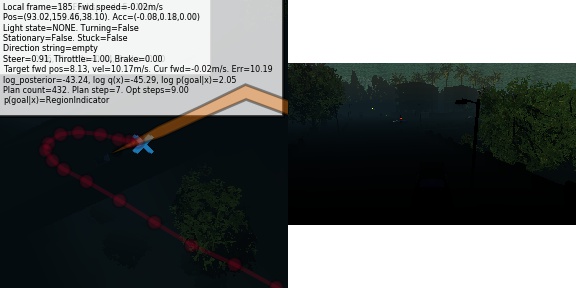 Local frame=185: Fwd speed=-0.02m/s
Pos=(93.02,159.46,38.10). Acc=(-0.08,0.18,0.00)
Light state=NONE. Turning=False
Stationary=False. Stuck=False
Direction string=empty
Steer=0.91, Throttle=1.00, Brake=0.00
Target fwd pos=8.13, vel=10.17m/s. Cur fwd=-0.02m/s. Err=10.19
log_posterior=-43.24, log q(x)=-45.29, log p(goal|x)=2.05
Plan count=432. Plan step=7. Opt steps=9.00
p(goal|x)=RegionIndicator